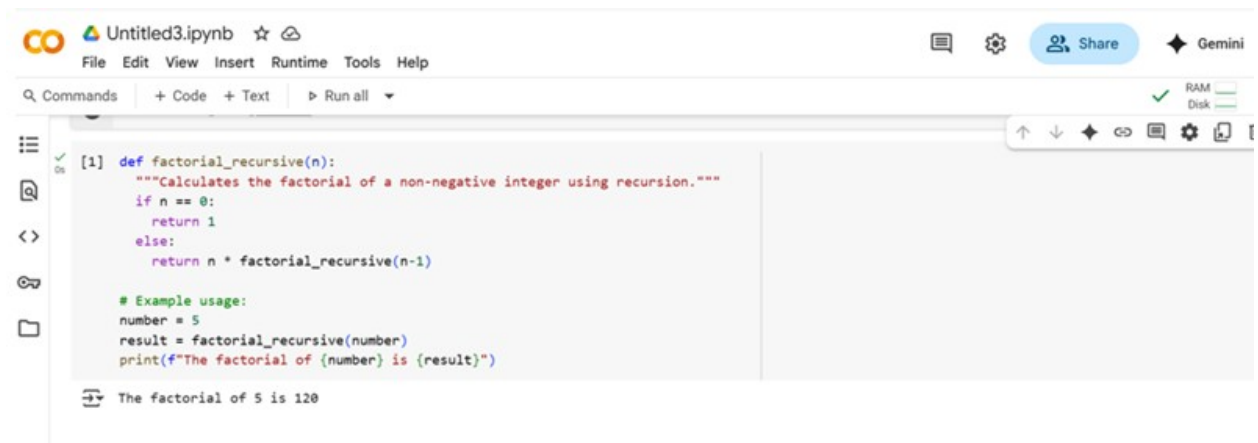 CO Untitled3.ipynb
File Edit View Insert Runtime Tools Help
Share
Gemini
Commands + Code + Text Run all
RAM
Disk
[1] def factorial_recursive(n):
"""Calculates the factorial of a non-negative integer using recursion."""
if n == 0:
return 1
else:
return n * factorial_recursive(n-1)
# Example usage:
number = 5
result = factorial_recursive(number)
print(f"The factorial of {number} is {result}")
0s
The factorial of 5 is 120